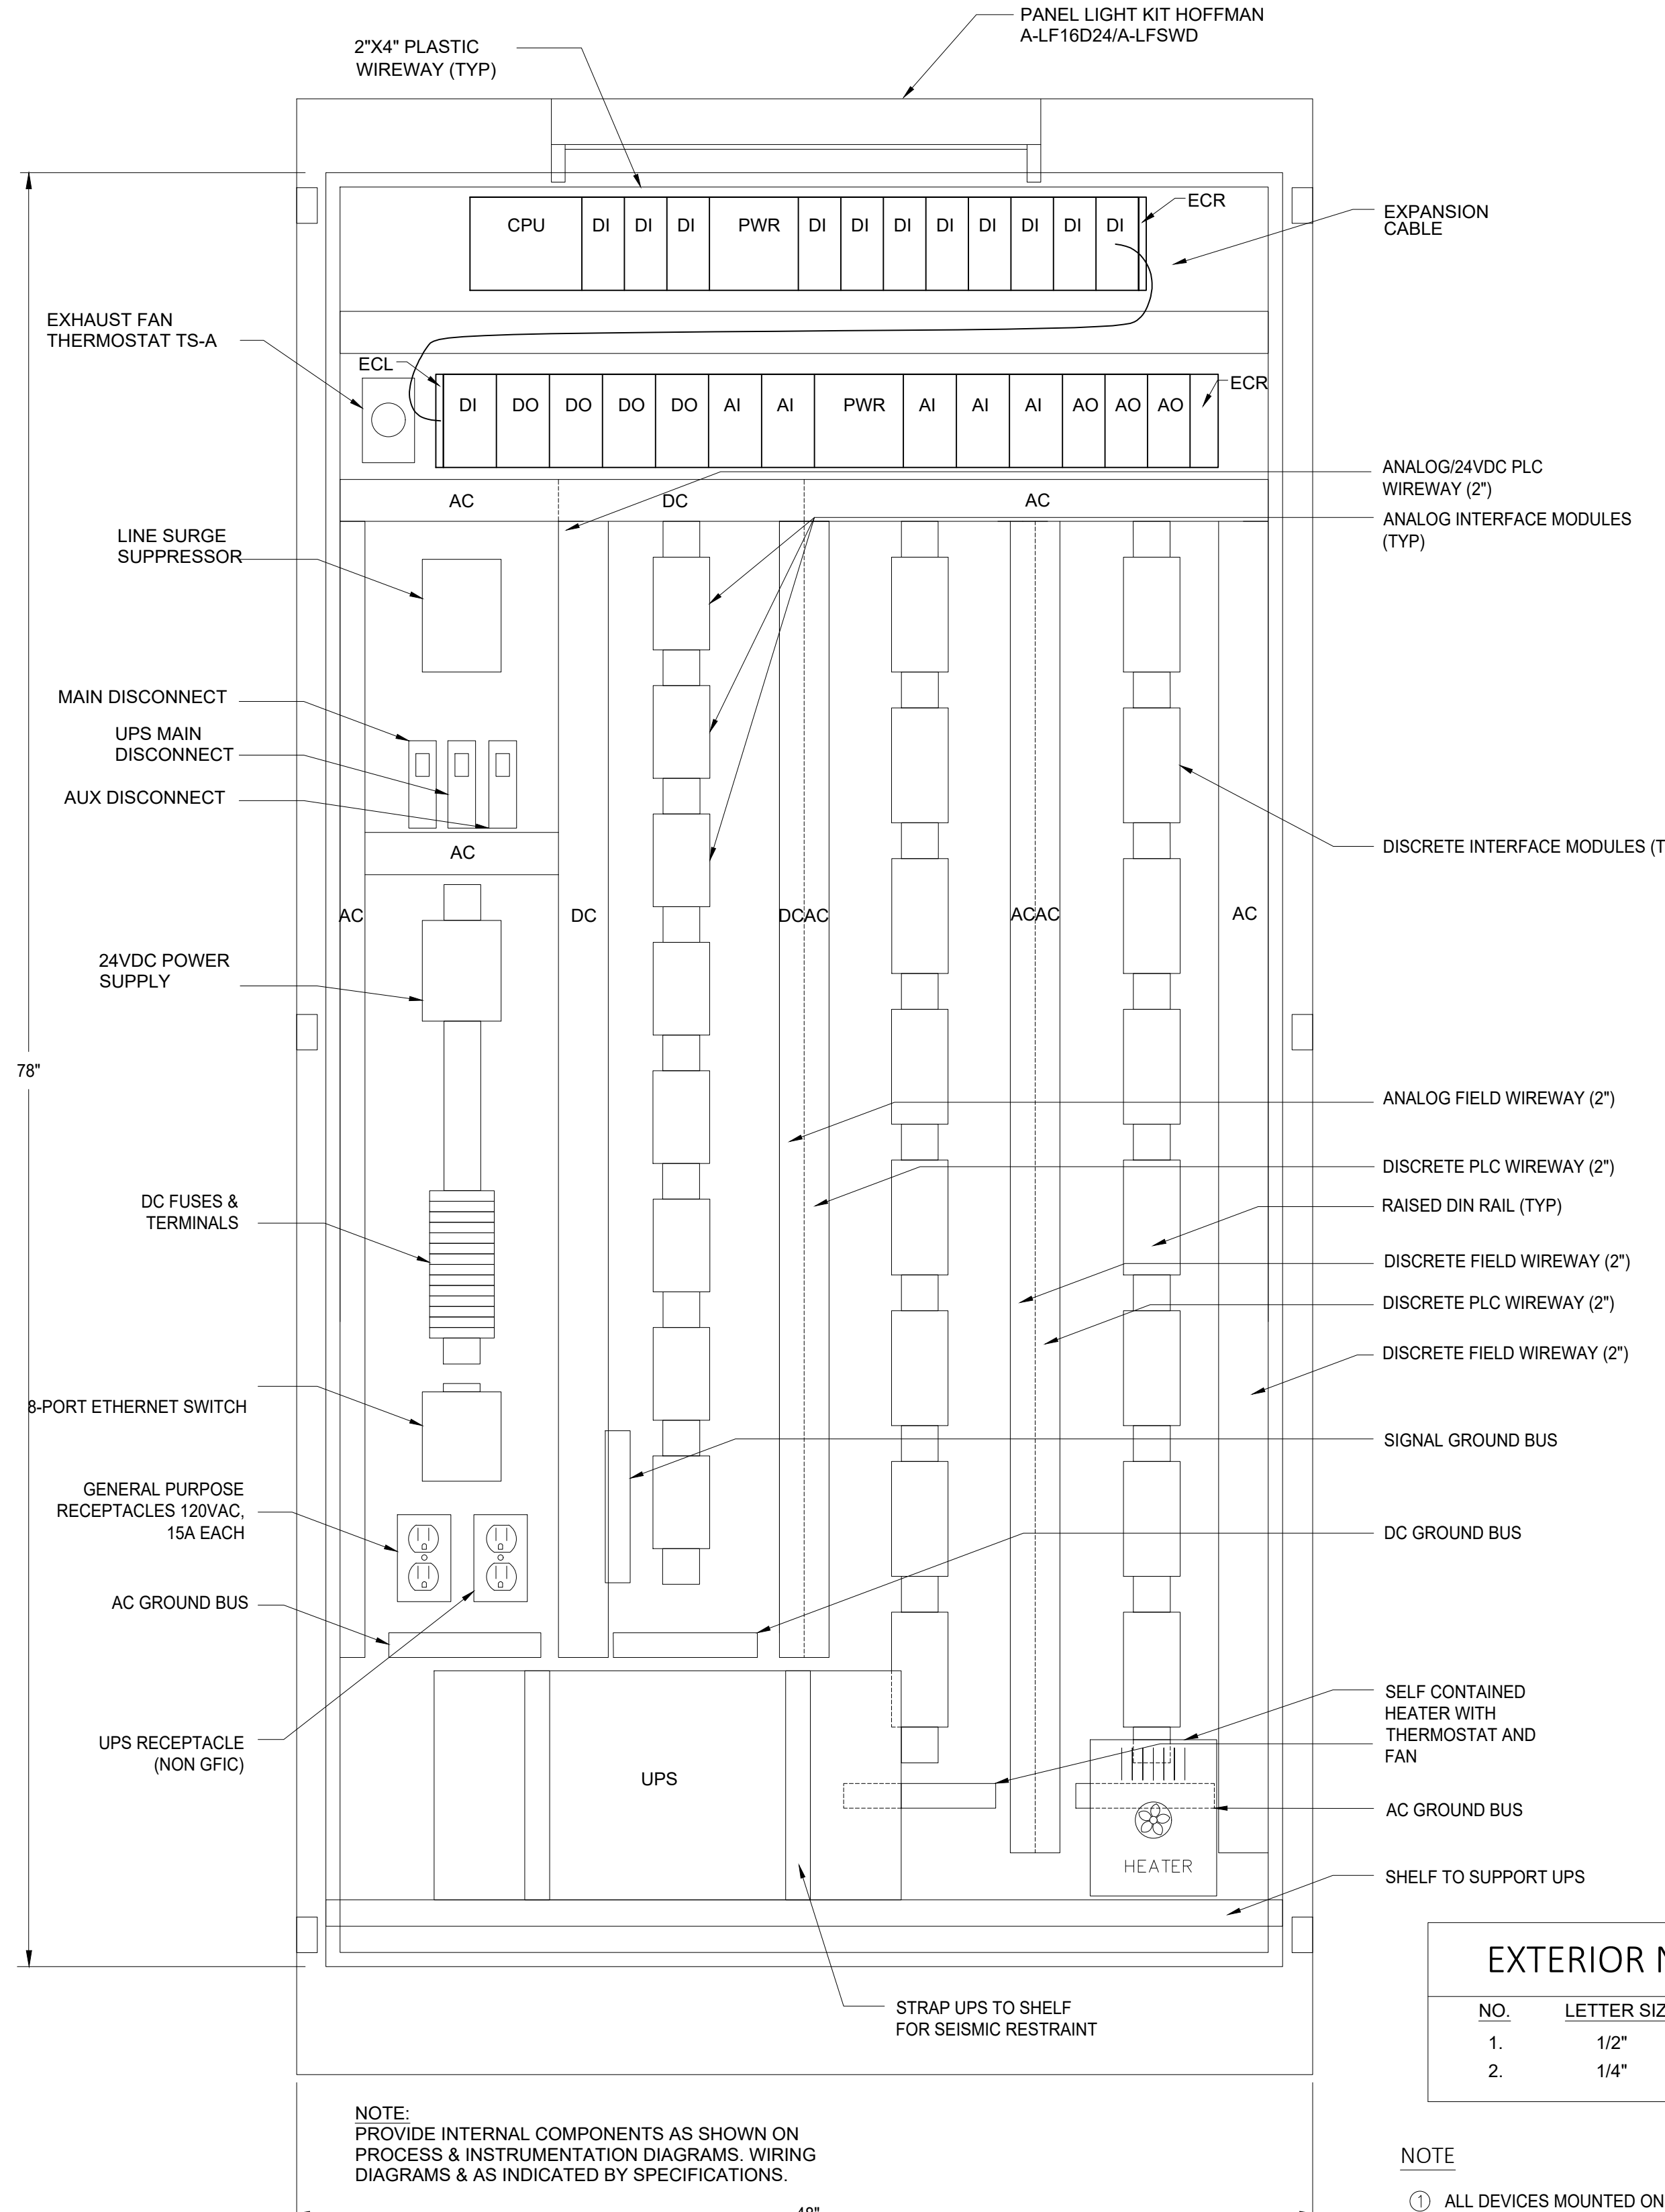 PANEL LIGHT KIT HOFFMAN
A-LF16D24/A-LFSWD
2"X4" PLASTIC
WIREWAY (TYP)
CPU DI DI DI PWR DI DI DI DI DI DI DI DI
ECR
EXPANSION
CABLE
EXHAUST FAN
THERMOSTAT TS-A
ECL
DI DO DO DO DO AI AI PWR AI AI AI AO AO AO
ECR
ANALOG/24VDC PLC
WIREWAY (2")
AC DC AC
ANALOG INTERFACE MODULES
(TYP)
LINE SURGE
SUPPRESSOR
MAIN DISCONNECT
UPS MAIN
DISCONNECT
AUX DISCONNECT
AC
DISCRETE INTERFACE MODULES
AC DC DCAC ACAC AC
24VDC POWER
SUPPLY
78"
ANALOG FIELD WIREWAY (2")
DISCRETE PLC WIREWAY (2")
DC FUSES &
TERMINALS
RAISED DIN RAIL (TYP)
DISCRETE FIELD WIREWAY (2")
DISCRETE PLC WIREWAY (2")
DISCRETE FIELD WIREWAY (2")
8-PORT ETHERNET SWITCH
SIGNAL GROUND BUS
GENERAL PURPOSE
RECEPTACLES 120VAC,
15A EACH
DC GROUND BUS
AC GROUND BUS
SELF CONTAINED
HEATER WITH
THERMOSTAT AND
FAN
UPS RECEPTACLE
(NON GFIC)
UPS
AC GROUND BUS
HEATER
SHELF TO SUPPORT UPS
EXTERIOR
NO. LETTER
1. 1/2"
2. 1/4"
STRAP UPS TO SHELF
FOR SEISMIC RESTRAINT
NOTE:
PROVIDE INTERNAL COMPONENTS AS SHOWN ON
PROCESS & INSTRUMENTATION DIAGRAMS. WIRING
DIAGRAMS & AS INDICATED BY SPECIFICATIONS.
NOTE
1 ALL DEVICES MOUNTED ON